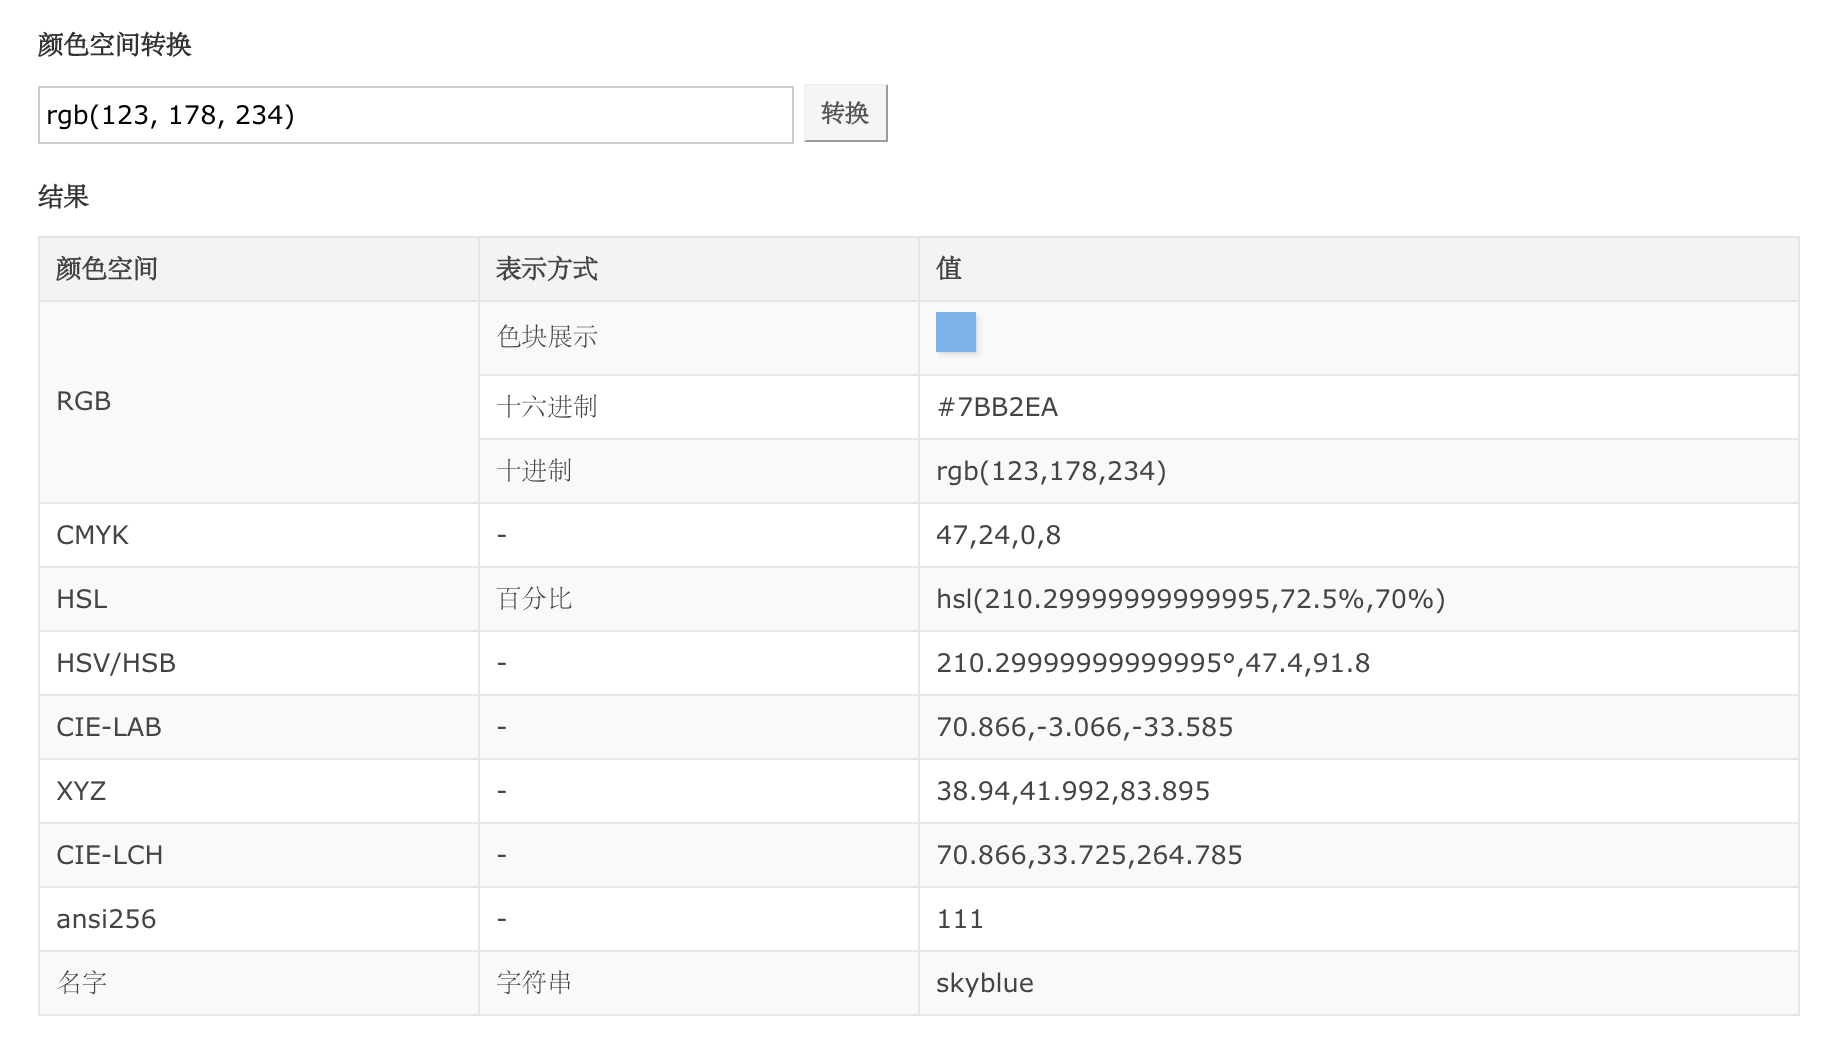 颜色空间转换
rgb(123, 178, 234) 转换
结果
颜色空间 表示方式 值
RGB 色块展示
十六进制 #7BB2EA
十进制 rgb(123,178,234)
CMYK - 47,24,0,8
HSL 百分比 hsl(210.29999999999995,72.5%,70%)
HSV/HSB - 210.29999999999995°,47.4,91.8
CIE-LAB - 70.866,-3.066,-33.585
XYZ - 38.94,41.992,83.895
CIE-LCH - 70.866,33.725,264.785
ansi256 - 111
名字 字符串 skyblue